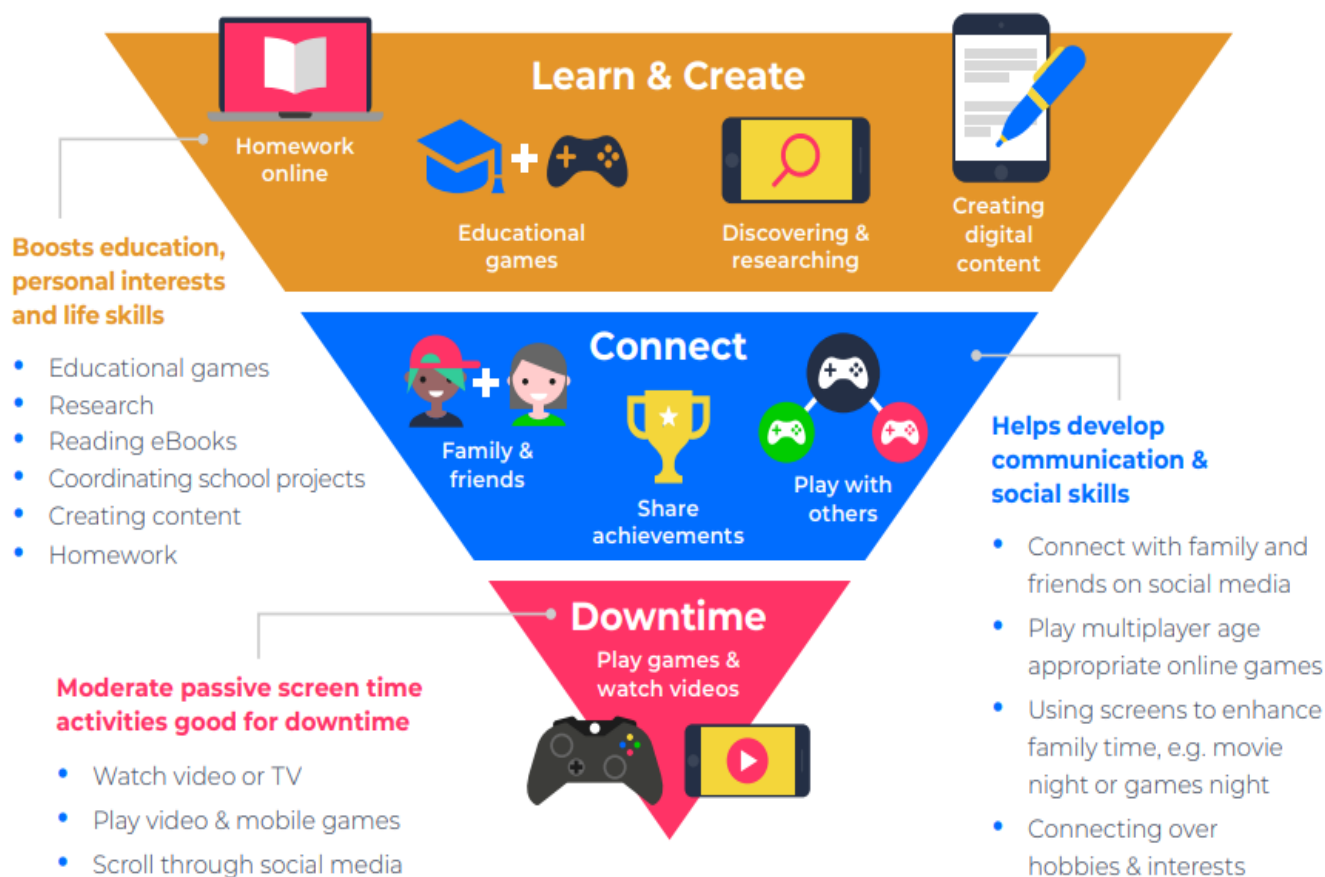 Learn & Create
Homework
online
Educational
games
Discovering &
researching
Creating
digital
content
Boosts education,
personal interests
and life skills
• Educational games
• Research
• Reading eBooks
• Coordinating school projects
• Creating content
• Homework
Connect
Family &
friends
Share
achievements
Play with
others
Helps develop
communication &
social skills
• Connect with family and
friends on social media
• Play multiplayer age
appropriate online games
• Using screens to enhance
family time, e.g. movie
night or games night
• Connecting over
hobbies & interests
Downtime
Play games &
watch videos
Moderate passive screen time
activities good for downtime
• Watch video or TV
• Play video & mobile games
• Scroll through social media